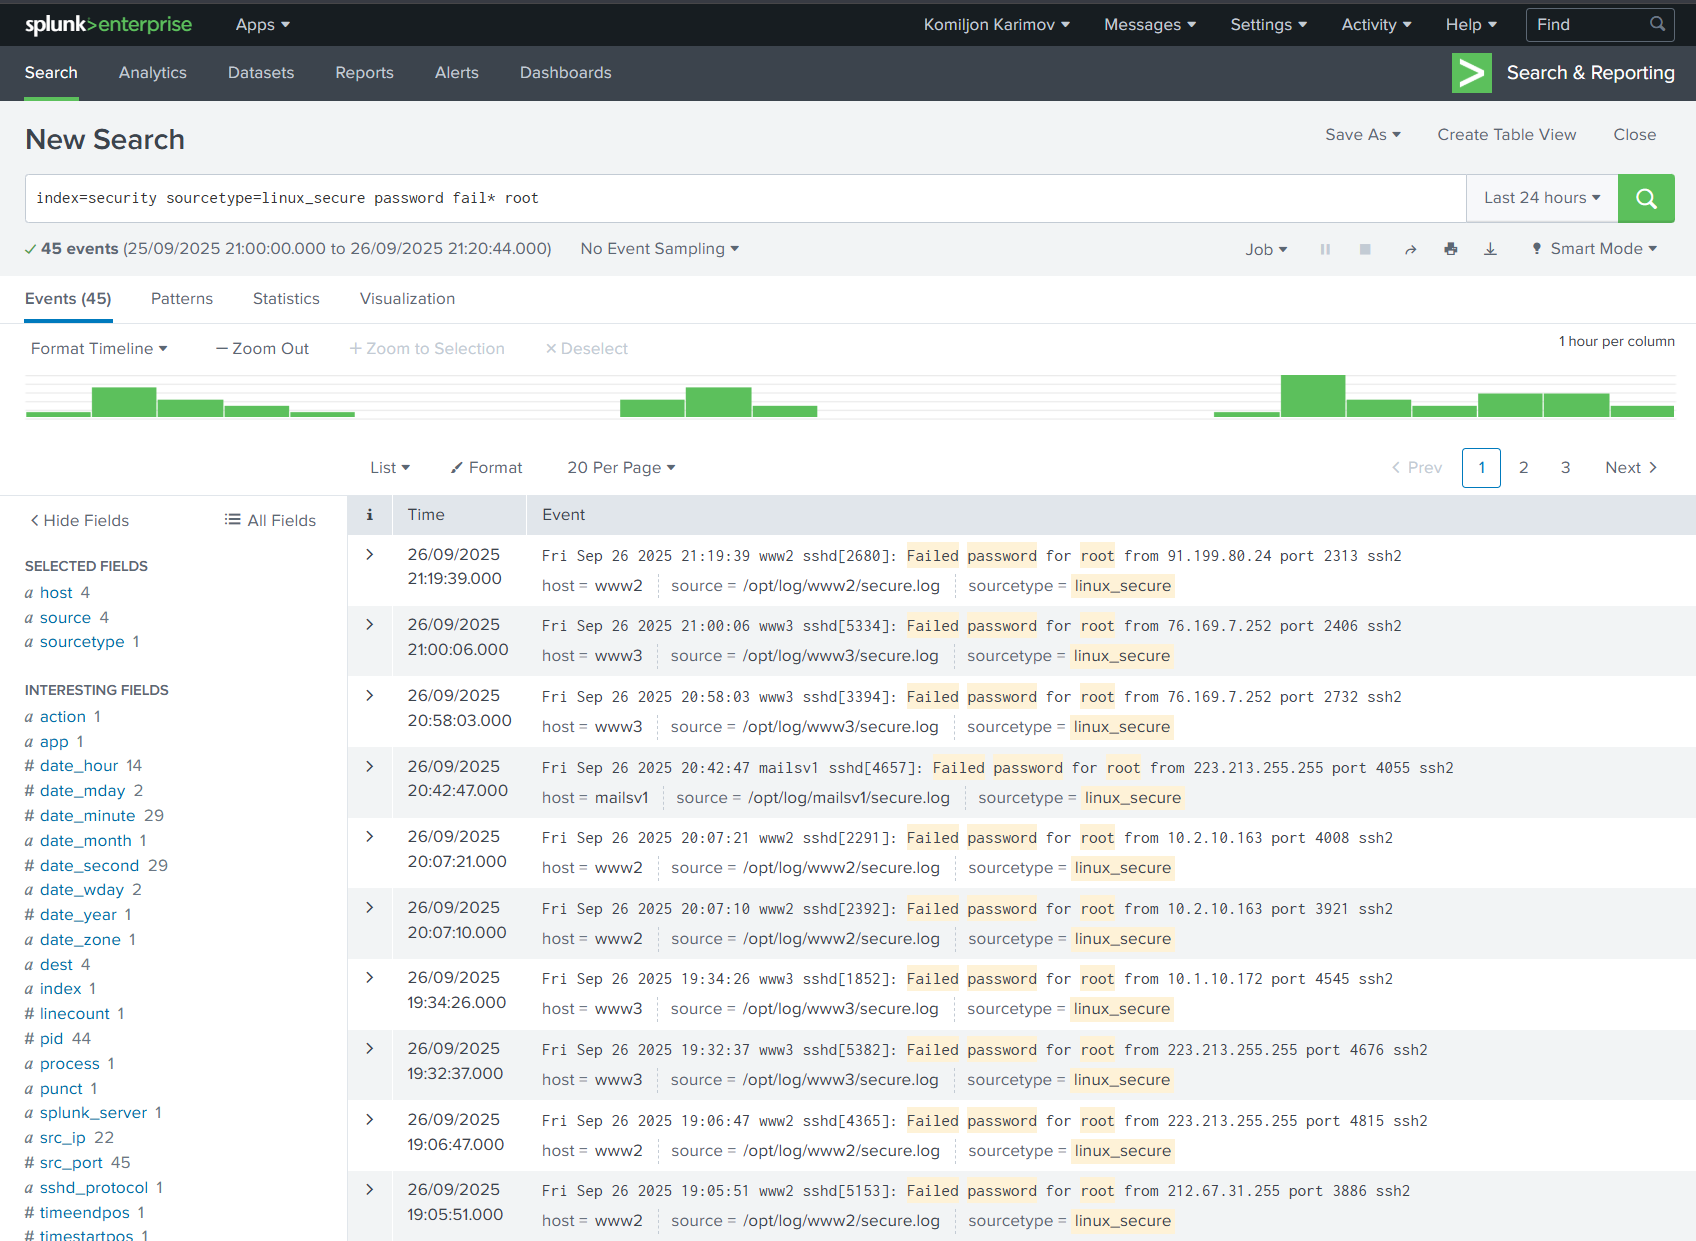 splunk>enterprise Apps Komiljon Karimov Messages Settings Activity Help Find
Search Analytics Datasets Reports Alerts Dashboards > Search & Reporting
New Search Save As Create Table View Close
index=security sourcetype=linux_secure password fail* root Last 24 hours
✓ 45 events (25/09/2025 21:00:00.000 to 26/09/2025 21:20:44.000) No Event Sampling Job Smart Mode
Events (45) Patterns Statistics Visualization
Format Timeline — Zoom Out + Zoom to Selection × Deselect 1 hour per column
List Format 20 Per Page < Prev 1 2 3 Next >
< Hide Fields All Fields
SELECTED FIELDS
a host 4
a source 4
a sourcetype 1
INTERESTING FIELDS
a action 1
a app 1
# date_hour 14
# date_mday 2
# date_minute 29
a date_month 1
# date_second 29
a date_wday 2
# date_year 1
a date_zone 1
a dest 4
a index 1
# linecount 1
# pid 44
a process 1
a punct 1
a splunk_server 1
a src_ip 22
# src_port 45
a sshd_protocol 1
# timeendpos 1
# timestartpos 1
i Time Event
> 26/09/2025 21:19:39.000 Fri Sep 26 2025 21:19:39 www2 sshd[2680]: Failed password for root from 91.199.80.24 port 2313 ssh2
host = www2 source = /opt/log/www2/secure.log sourcetype = linux_secure
> 26/09/2025 21:00:06.000 Fri Sep 26 2025 21:00:06 www3 sshd[5334]: Failed password for root from 76.169.7.252 port 2406 ssh2
host = www3 source = /opt/log/www3/secure.log sourcetype = linux_secure
> 26/09/2025 20:58:03.000 Fri Sep 26 2025 20:58:03 www3 sshd[3394]: Failed password for root from 76.169.7.252 port 2732 ssh2
host = www3 source = /opt/log/www3/secure.log sourcetype = linux_secure
> 26/09/2025 20:42:47.000 Fri Sep 26 2025 20:42:47 mailsv1 sshd[4657]: Failed password for root from 223.213.255.255 port 4055 ssh2
host = mailsv1 source = /opt/log/mailsv1/secure.log sourcetype = linux_secure
> 26/09/2025 20:07:21.000 Fri Sep 26 2025 20:07:21 www2 sshd[2291]: Failed password for root from 10.2.10.163 port 4008 ssh2
host = www2 source = /opt/log/www2/secure.log sourcetype = linux_secure
> 26/09/2025 20:07:10.000 Fri Sep 26 2025 20:07:10 www2 sshd[2392]: Failed password for root from 10.2.10.163 port 3921 ssh2
host = www2 source = /opt/log/www2/secure.log sourcetype = linux_secure
> 26/09/2025 19:34:26.000 Fri Sep 26 2025 19:34:26 www3 sshd[1852]: Failed password for root from 10.1.10.172 port 4545 ssh2
host = www3 source = /opt/log/www3/secure.log sourcetype = linux_secure
> 26/09/2025 19:32:37.000 Fri Sep 26 2025 19:32:37 www3 sshd[5382]: Failed password for root from 223.213.255.255 port 4676 ssh2
host = www3 source = /opt/log/www3/secure.log sourcetype = linux_secure
> 26/09/2025 19:06:47.000 Fri Sep 26 2025 19:06:47 www2 sshd[4365]: Failed password for root from 223.213.255.255 port 4815 ssh2
host = www2 source = /opt/log/www2/secure.log sourcetype = linux_secure
> 26/09/2025 19:05:51.000 Fri Sep 26 2025 19:05:51 www2 sshd[5153]: Failed password for root from 212.67.31.255 port 3886 ssh2
host = www2 source = /opt/log/www2/secure.log sourcetype = linux_secure